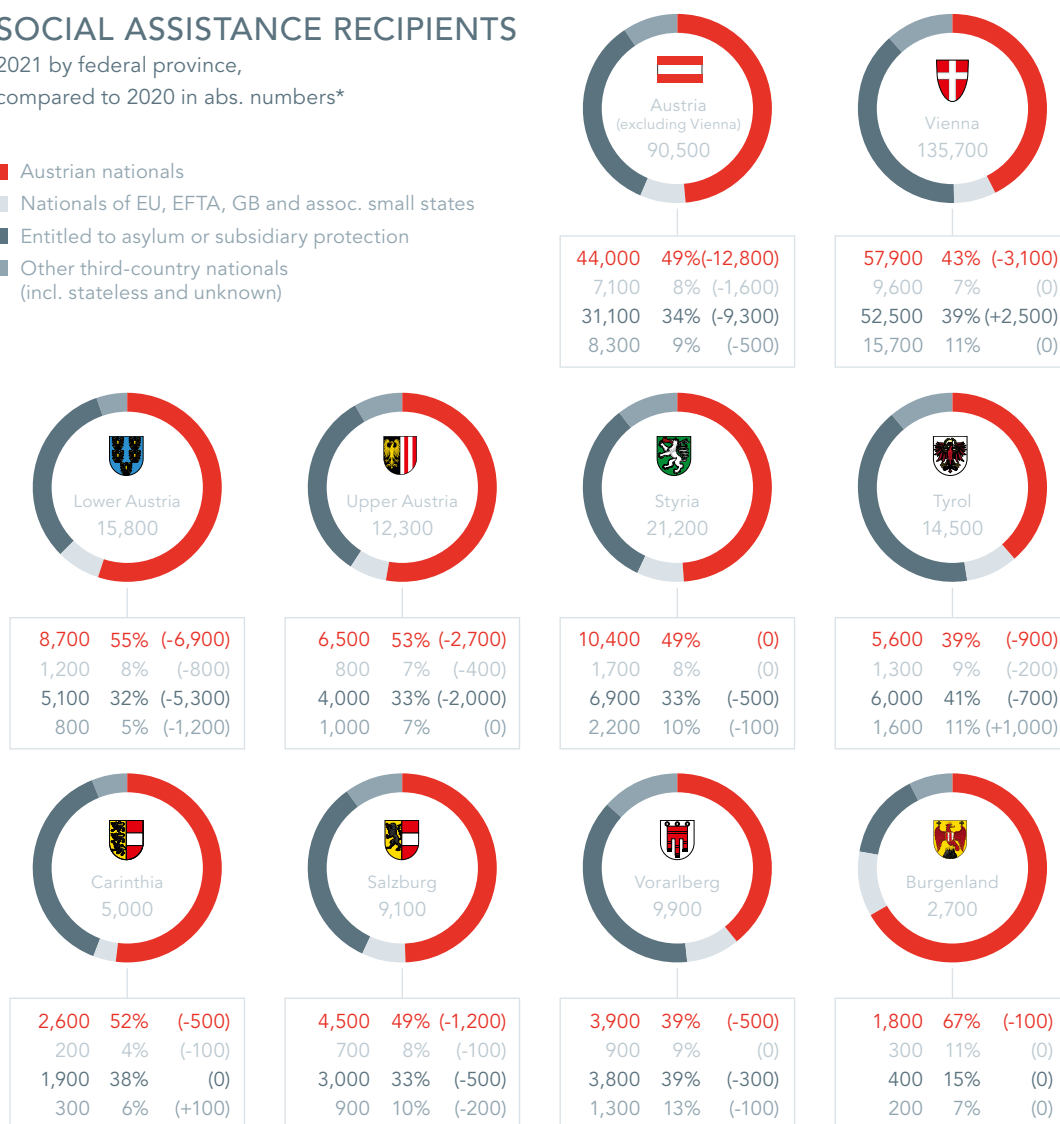 SOCIAL ASSISTANCE RECIPIENTS
2021 by federal province,
compared to 2020 in abs. numbers*
Austrian nationals
Nationals of EU, EFTA, GB and assoc. small states
Entitled to asylum or subsidiary protection
Other third-country nationals
(incl. stateless and unknown)
Austria
(excluding Vienna)
90,500
44,000 49%(-12,800)
7,100 8% (-1,600)
31,100 34% (-9,300)
8,300 9% (-500)
Vienna
135,700
57,900 43% (-3,100)
9,600 7% (0)
52,500 39% (+2,500)
15,700 11% (0)
Lower Austria
15,800
8,700 55% (-6,900)
1,200 8% (-800)
5,100 32% (-5,300)
800 5% (-1,200)
Upper Austria
12,300
6,500 53% (-2,700)
800 7% (-400)
4,000 33% (-2,000)
1,000 7% (0)
Styria
21,200
10,400 49% (0)
1,700 8% (0)
6,900 33% (-500)
2,200 10% (-100)
Tyrol
14,500
5,600 39% (-900)
1,300 9% (-200)
6,000 41% (-700)
1,600 11% (+1,000)
Carinthia
5,000
2,600 52% (-500)
200 4% (-100)
1,900 38% (0)
300 6% (+100)
Salzburg
9,100
4,500 49% (-1,200)
700 8% (-100)
3,000 33% (-500)
900 10% (-200)
Vorarlberg
9,900
3,900 39% (-500)
900 9% (0)
3,800 39% (-300)
1,300 13% (-100)
Burgenland
2,700
1,800 67% (-100)
300 11% (0)
400 15% (0)
200 7% (0)